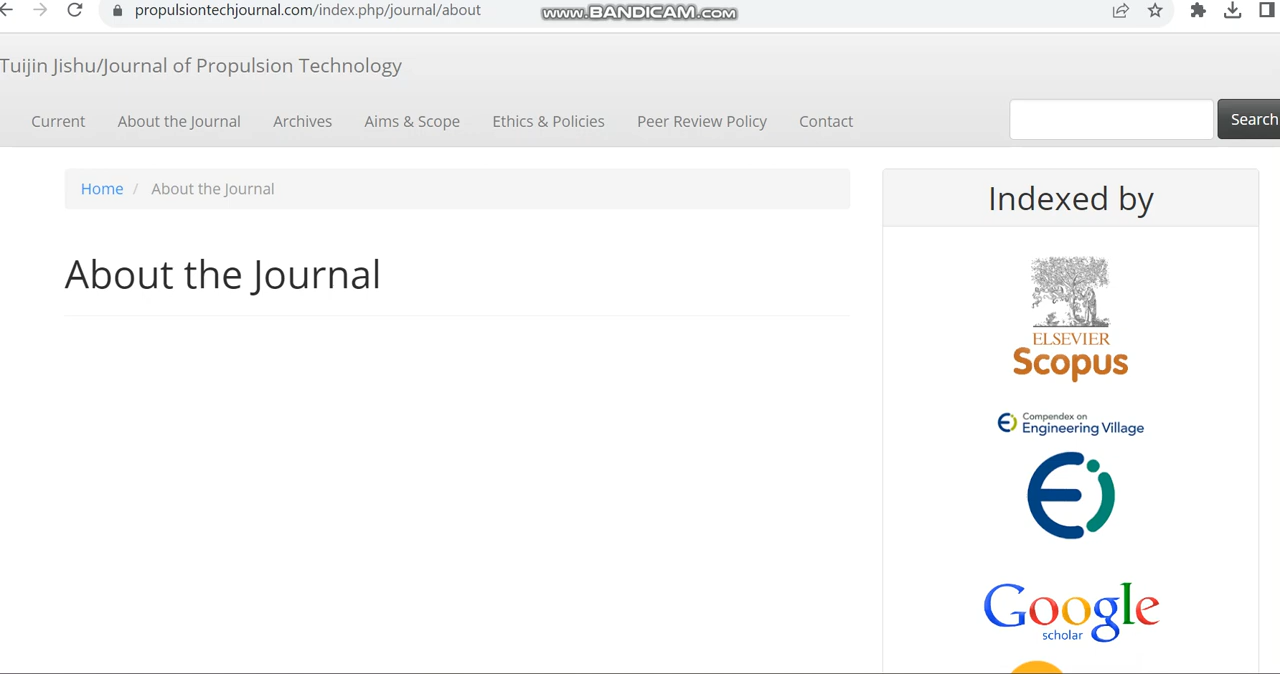 propulsiontechjournal.com/index.php/journal/about
www.BANDICAM.com
Tuijin Jishu/Journal of Propulsion Technology
Current About the Journal Archives Aims & Scope Ethics & Policies Peer Review Policy Contact Search
Home / About the Journal
About the Journal
Indexed by
ELSEVIER
Scopus
Compendex on
Engineering Village
Google
scholar